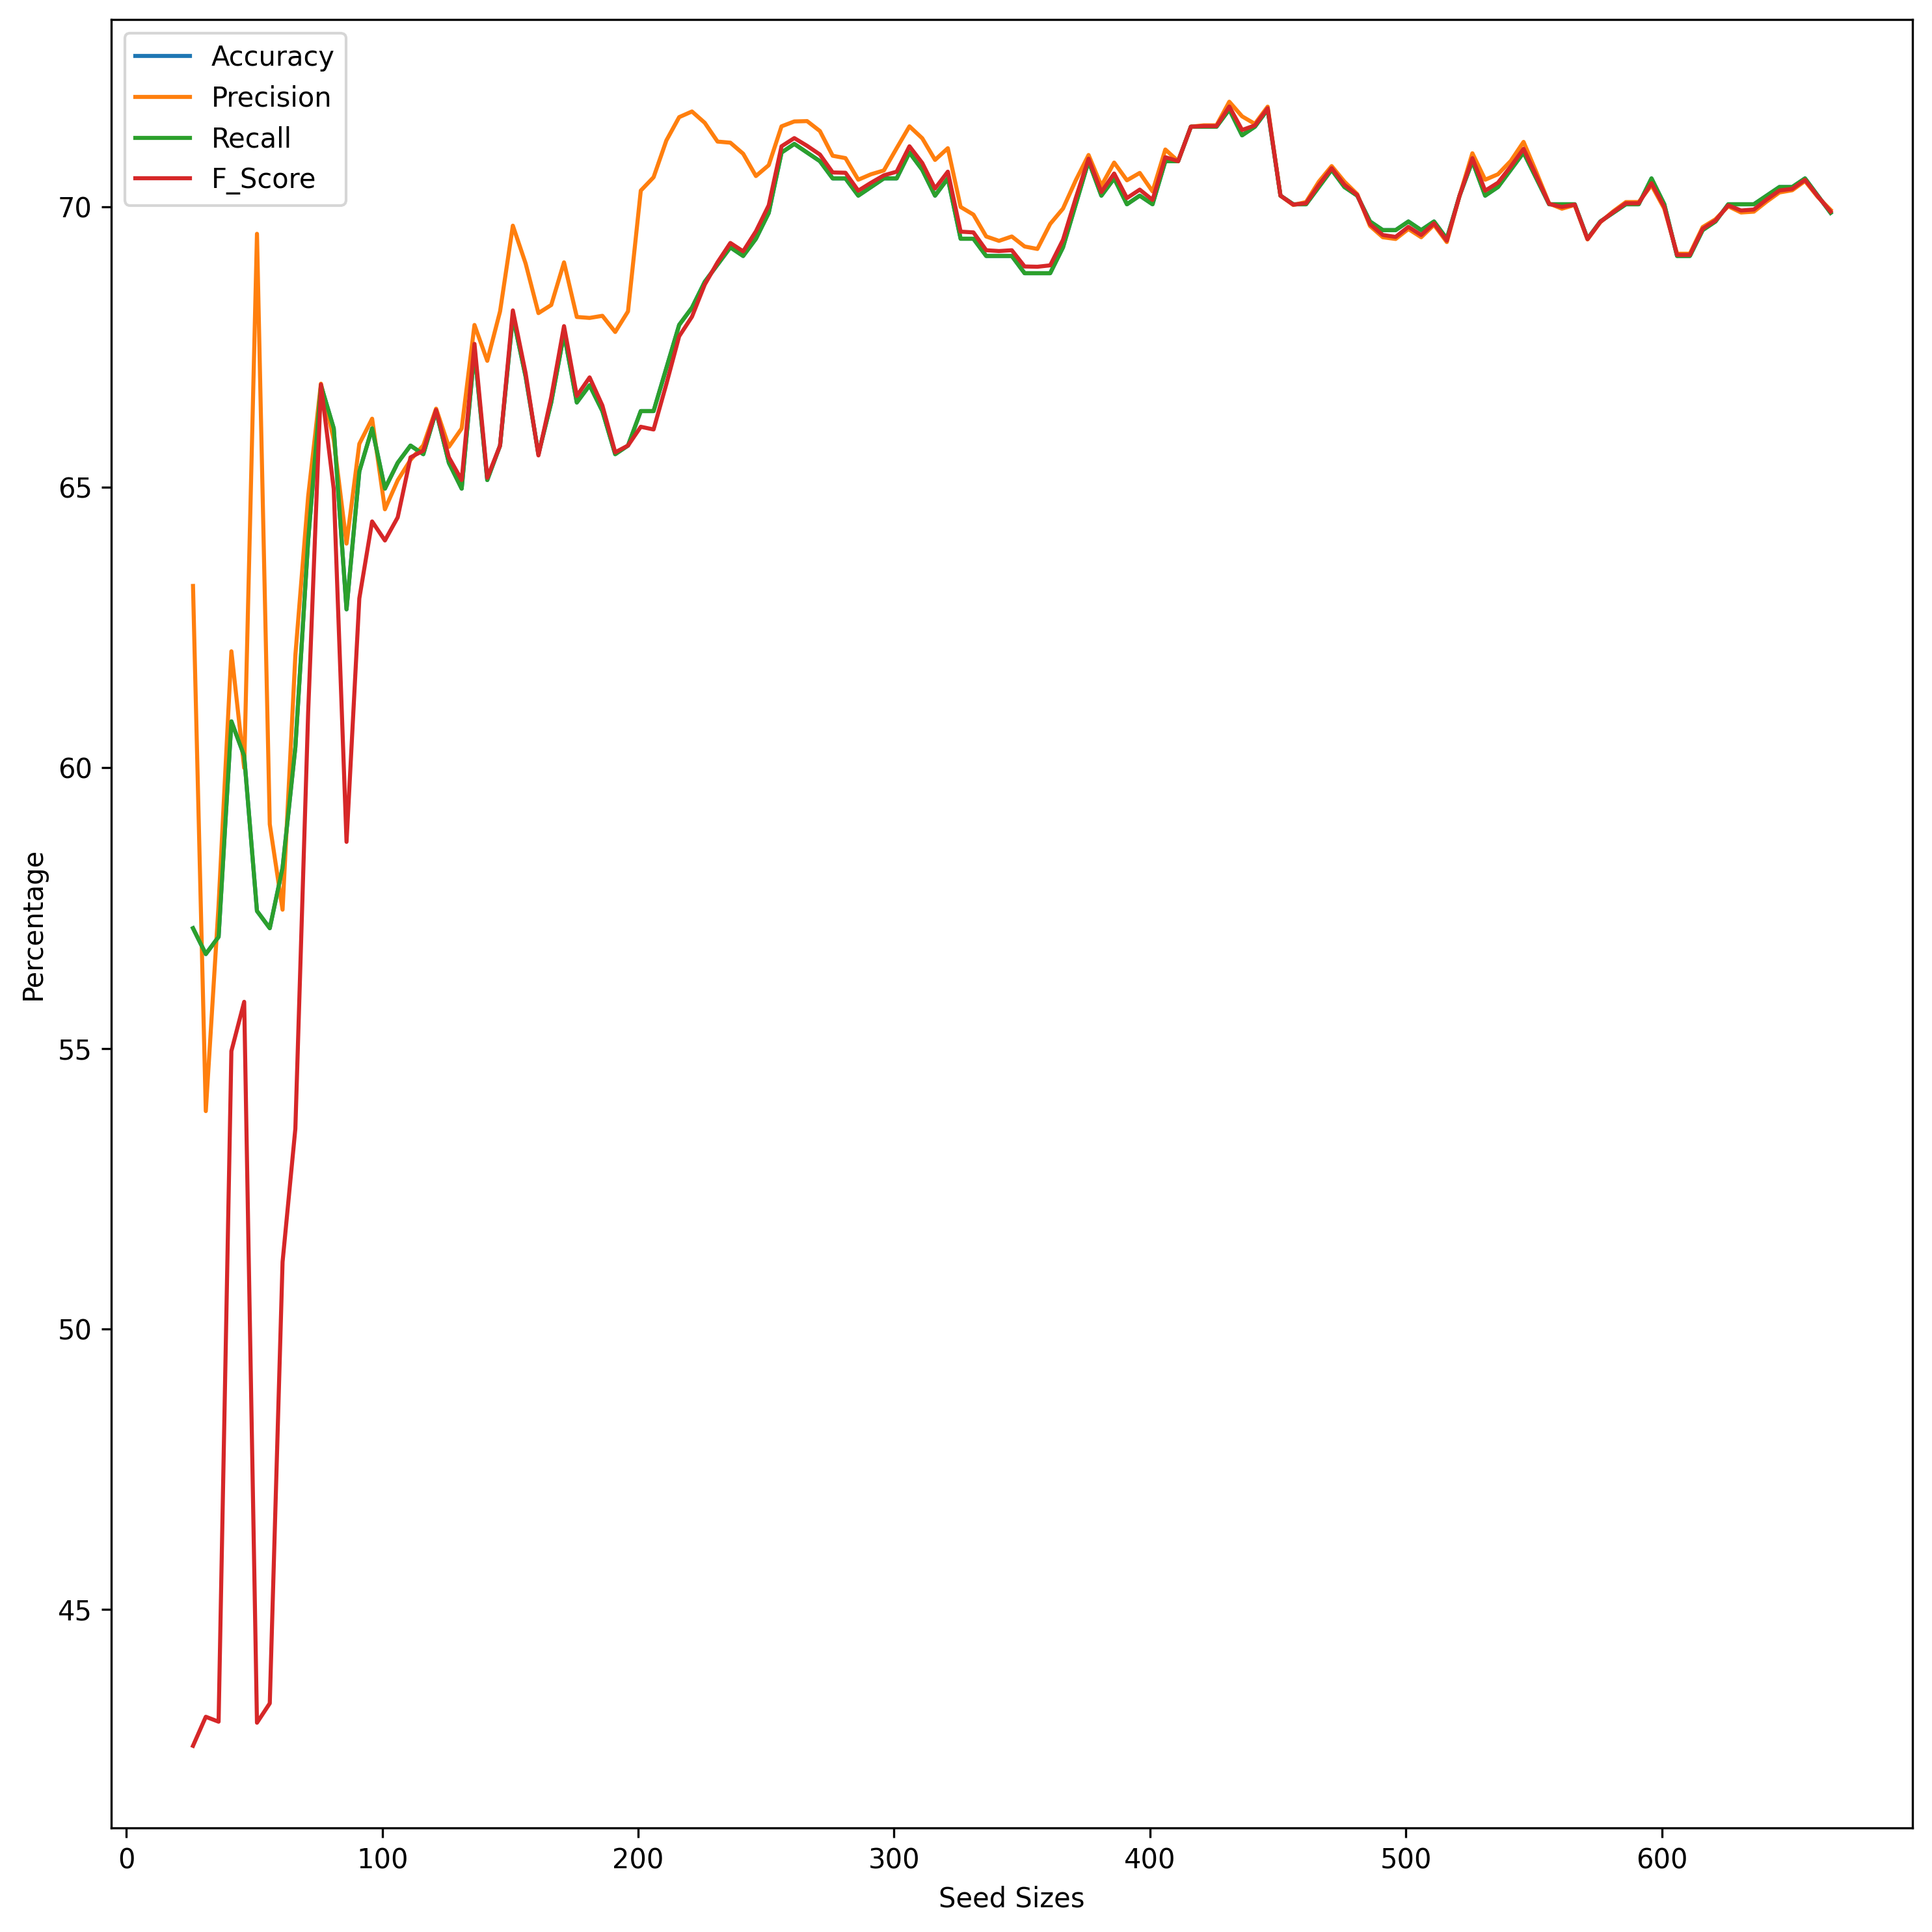 Accuracy
Precision
Recall
F_Score
70
65
60
55
50
45
Percentage
0 100 200 300 400 500 600
Seed Sizes